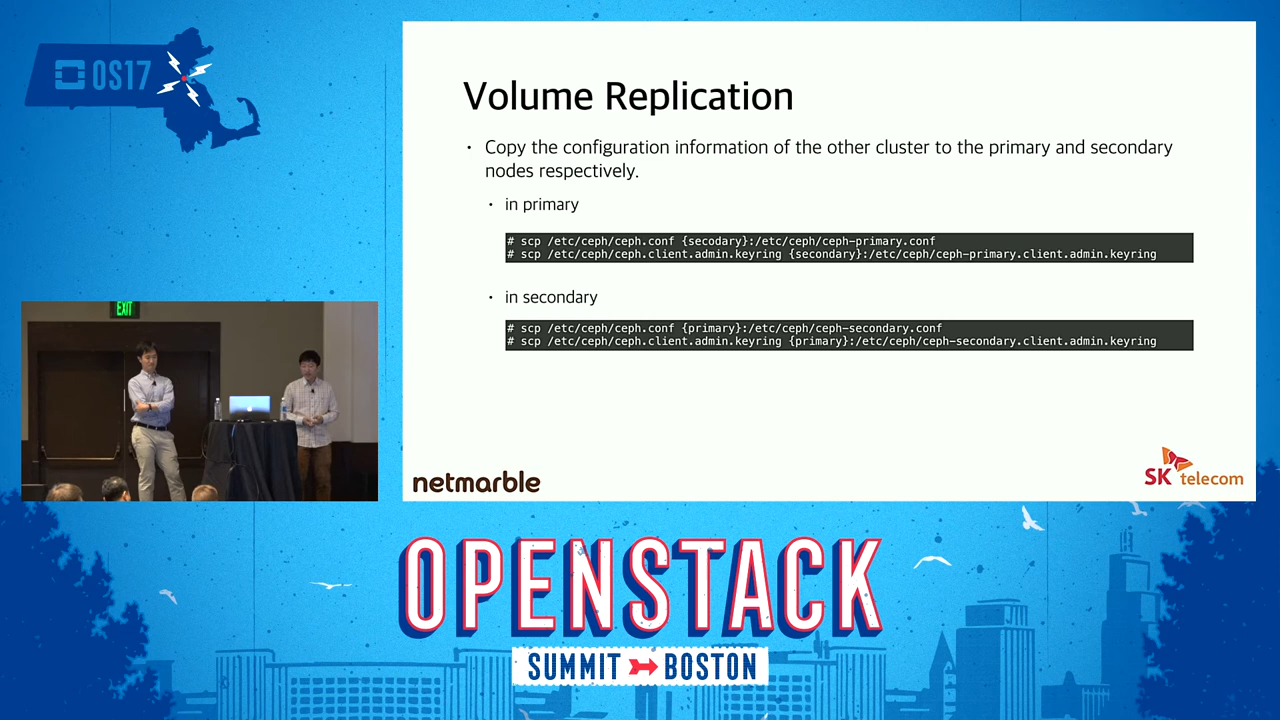 OS17
Volume Replication
• Copy the configuration information of the other cluster to the primary and secondary
nodes respectively.
• in primary
# scp /etc/ceph/ceph.conf {secodary}:/etc/ceph/ceph-primary.conf
# scp /etc/ceph/ceph.client.admin.keyring {secondary}:/etc/ceph/ceph-primary.client.admin.keyring
• in secondary
# scp /etc/ceph/ceph.conf {primary}:/etc/ceph/ceph-secondary.conf
# scp /etc/ceph/ceph.client.admin.keyring {primary}:/etc/ceph/ceph-secondary.client.admin.keyring
netmarble
SK telecom
EXIT
OPENSTACK
SUMMIT BOSTON